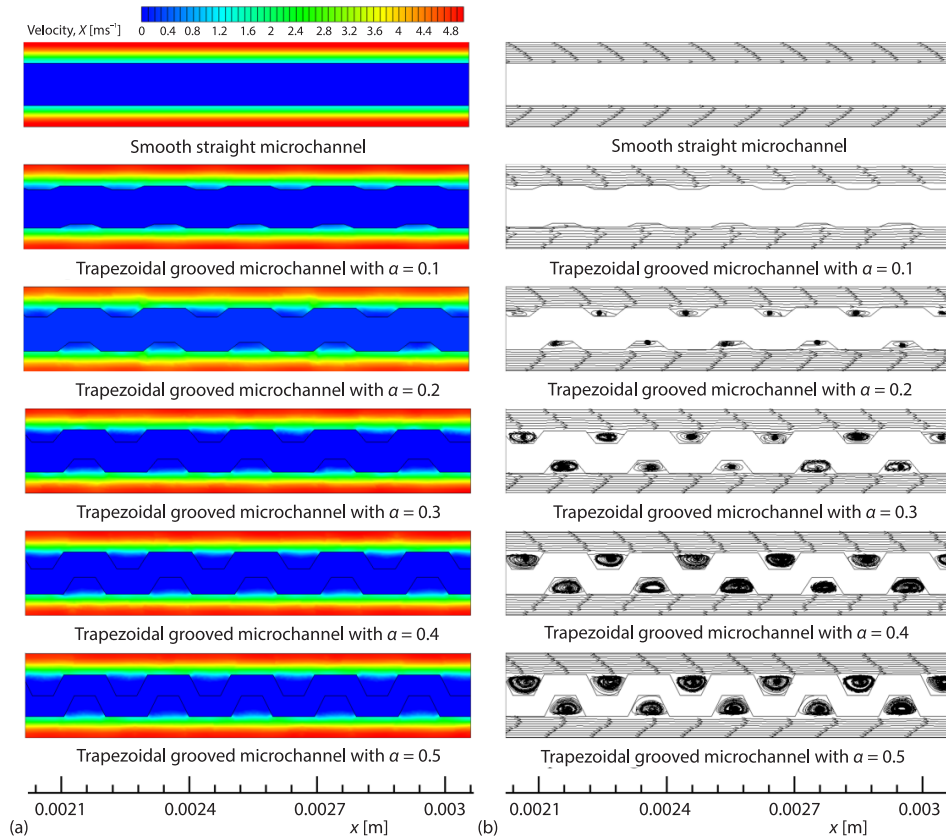 Velocity, X [ms⁻¹]
0 0.8 1.6 2.4 3.2 4 4.8
0.4 1.2 2 2.8 3.6 4.4
Smooth straight microchannel
Smooth straight microchannel
Trapezoidal grooved microchannel with α = 0.1
Trapezoidal grooved microchannel with α = 0.1
Trapezoidal grooved microchannel with α = 0.2
Trapezoidal grooved microchannel with α = 0.2
Trapezoidal grooved microchannel with α = 0.3
Trapezoidal grooved microchannel with α = 0.3
Trapezoidal grooved microchannel with α = 0.4
Trapezoidal grooved microchannel with α = 0.4
Trapezoidal grooved microchannel with α = 0.5
Trapezoidal grooved microchannel with α = 0.5
0.0021 0.0024 0.0027 0.003
0.0021 0.0024 0.0027 0.003
(a) x [m]
(b) x [m]